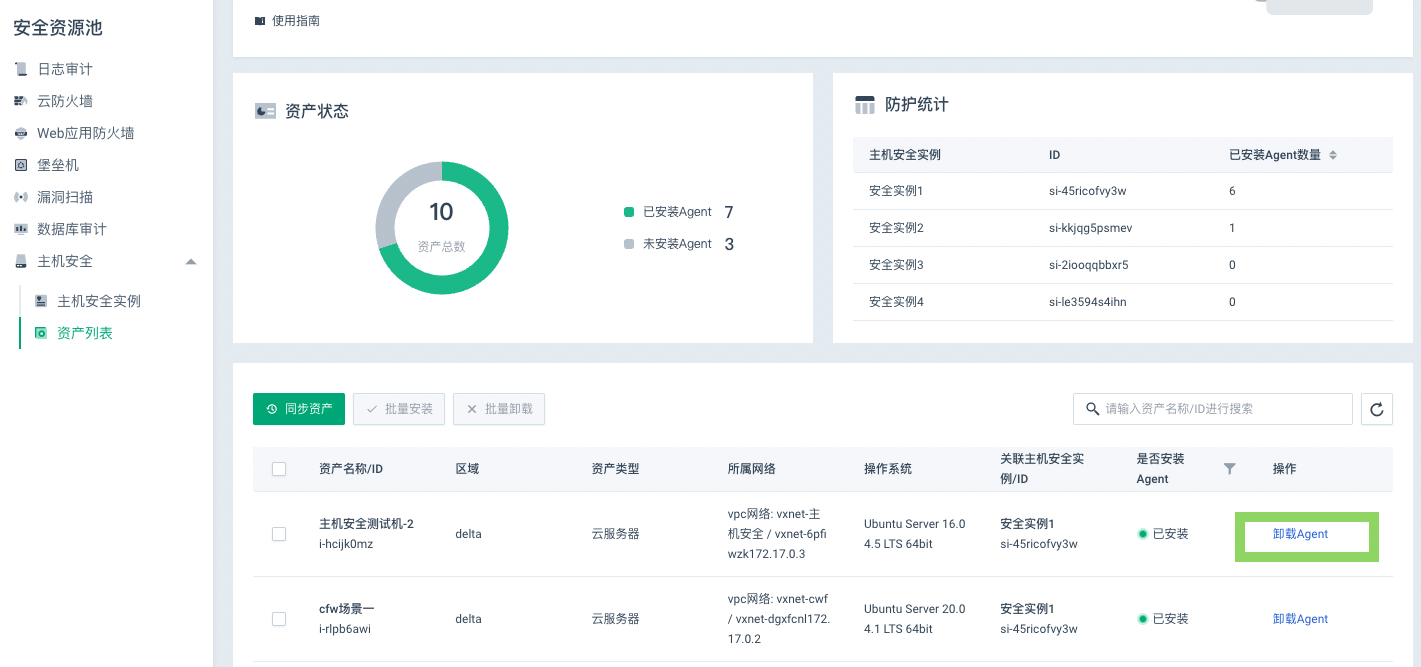 安全资源池
日志审计
云防火墙
Web应用防火墙
堡垒机
漏洞扫描
数据库审计
主机安全
主机安全实例
资产列表
使用指南
资产状态
10
资产总数
已安装Agent 7
未安装Agent 3
防护统计
主机安全实例 ID 已安装Agent数量
安全实例1 si-45ricofvy3w 6
安全实例2 si-kkjqg5psmev 1
安全实例3 si-2iooqqbbxr5 0
安全实例4 si-le3594s4ihn 0
同步资产 批量安装 批量卸载 请输入资产名称/ID进行搜索
资产名称/ID 区域 资产类型 所属网络 操作系统 关联主机安全实 是否安装 操作
例/ID Agent
主机安全测试机-2 delta 云服务器 vpc网络: vxnet-主 Ubuntu Server 16.0 安全实例1 已安装 卸载Agent
i-hcijk0mz 机安全 / vxnet-6pfi 4.5 LTS 64bit si-45ricofvy3w
wzk172.17.0.3
cfw场景一 delta 云服务器 vpc网络: vxnet-cwf Ubuntu Server 20.0 安全实例1 已安装 卸载Agent
i-rlpb6awi / vxnet-dgxfcnl172. 4.1 LTS 64bit si-45ricofvy3w
17.0.2